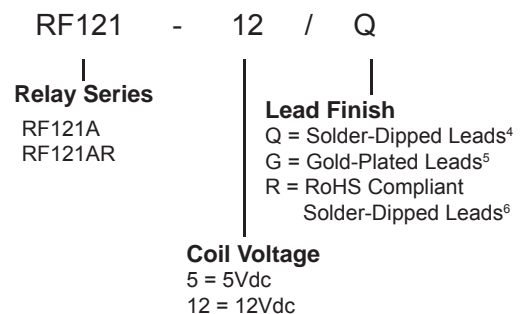 RF121 - 12 / Q
Relay Series
RF121A
RF121AR
Lead Finish
Q = Solder-Dipped Leads⁴
G = Gold-Plated Leads⁵
R = RoHS Compliant
Solder-Dipped Leads⁶
Coil Voltage
5 = 5Vdc
12 = 12Vdc